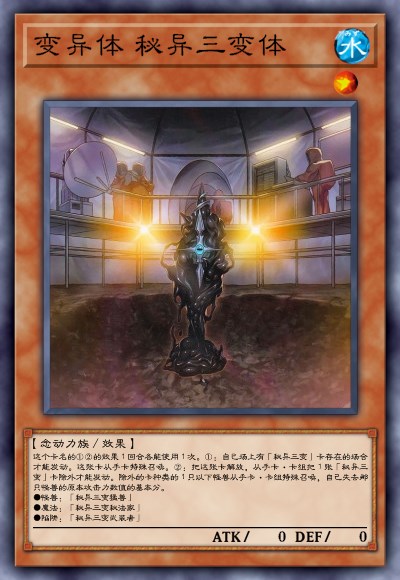 变异体 秘异三变体
水
【念动力族/效果】
这个卡名的①②的效果1回合各能使用1次。①:自己场上有「秘异三变」卡存在的场合
才能发动。这张卡从手卡特殊召唤。②:把这张卡解放,从手卡·卡组把1张「秘异三
变」卡除外才能发动。除外的卡种类的1只以下怪兽从手卡·卡组特殊召唤。自己失去那
只怪兽的原本攻击力数值的基本分。
●怪兽:「秘异三变猛兽」
●魔法:「秘异三变秘法家」
●陷阱:「秘异三变武装者」
ATK/ 0 DEF/ 0